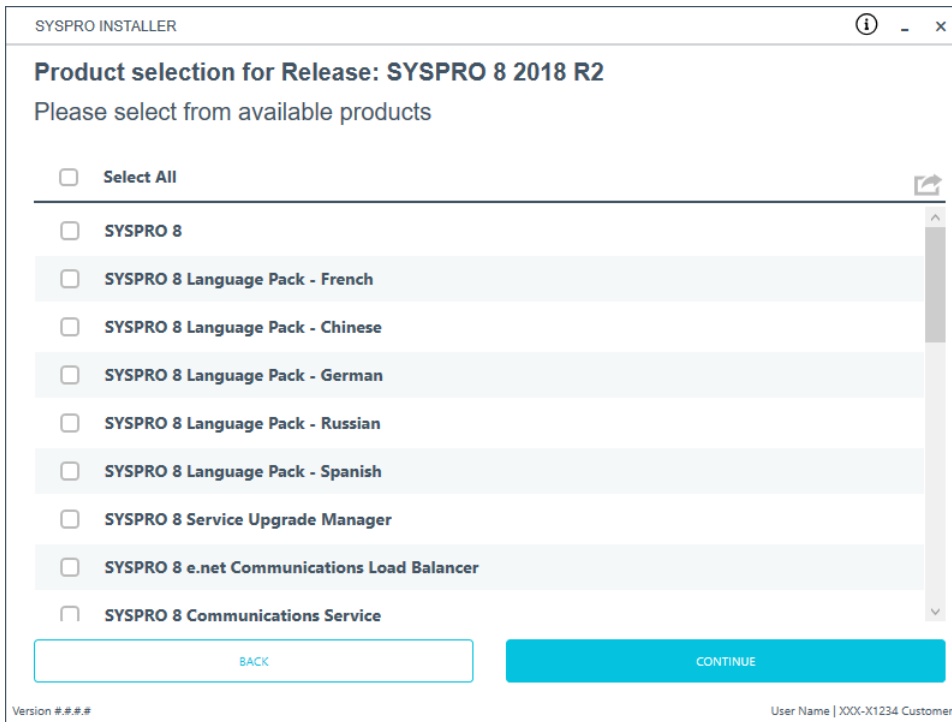 SYSPRO INSTALLER
Product selection for Release: SYSPRO 8 2018 R2
Please select from available products
Select All
SYSPRO 8
SYSPRO 8 Language Pack - French
SYSPRO 8 Language Pack - Chinese
SYSPRO 8 Language Pack - German
SYSPRO 8 Language Pack - Russian
SYSPRO 8 Language Pack - Spanish
SYSPRO 8 Service Upgrade Manager
SYSPRO 8 e.net Communications Load Balancer
SYSPRO 8 Communications Service
BACK CONTINUE
Version #.#.#.# User Name | XXX-X1234 Customer